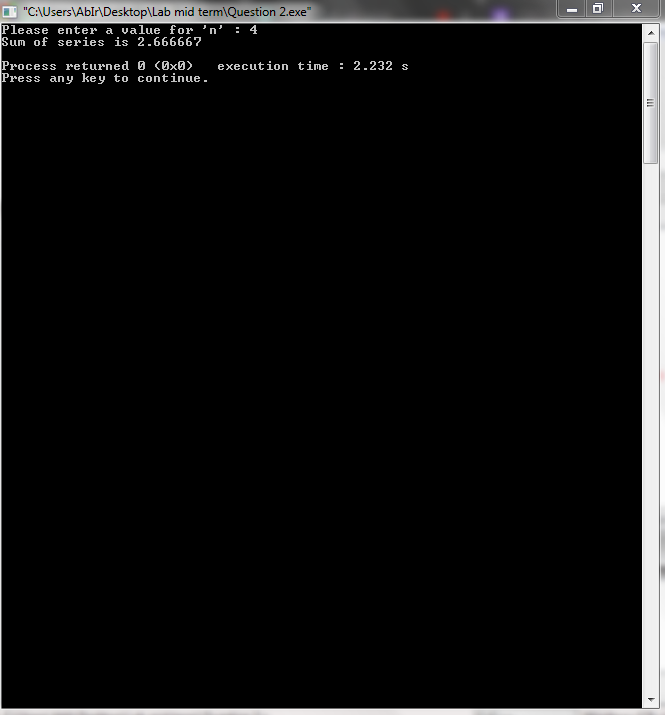 "C:\Users\AbIr\Desktop\Lab mid term\Question 2.exe"
Please enter a value for 'n' : 4
Sum of series is 2.666667
Process returned 0 (0x0)   execution time : 2.232 s
Press any key to continue.